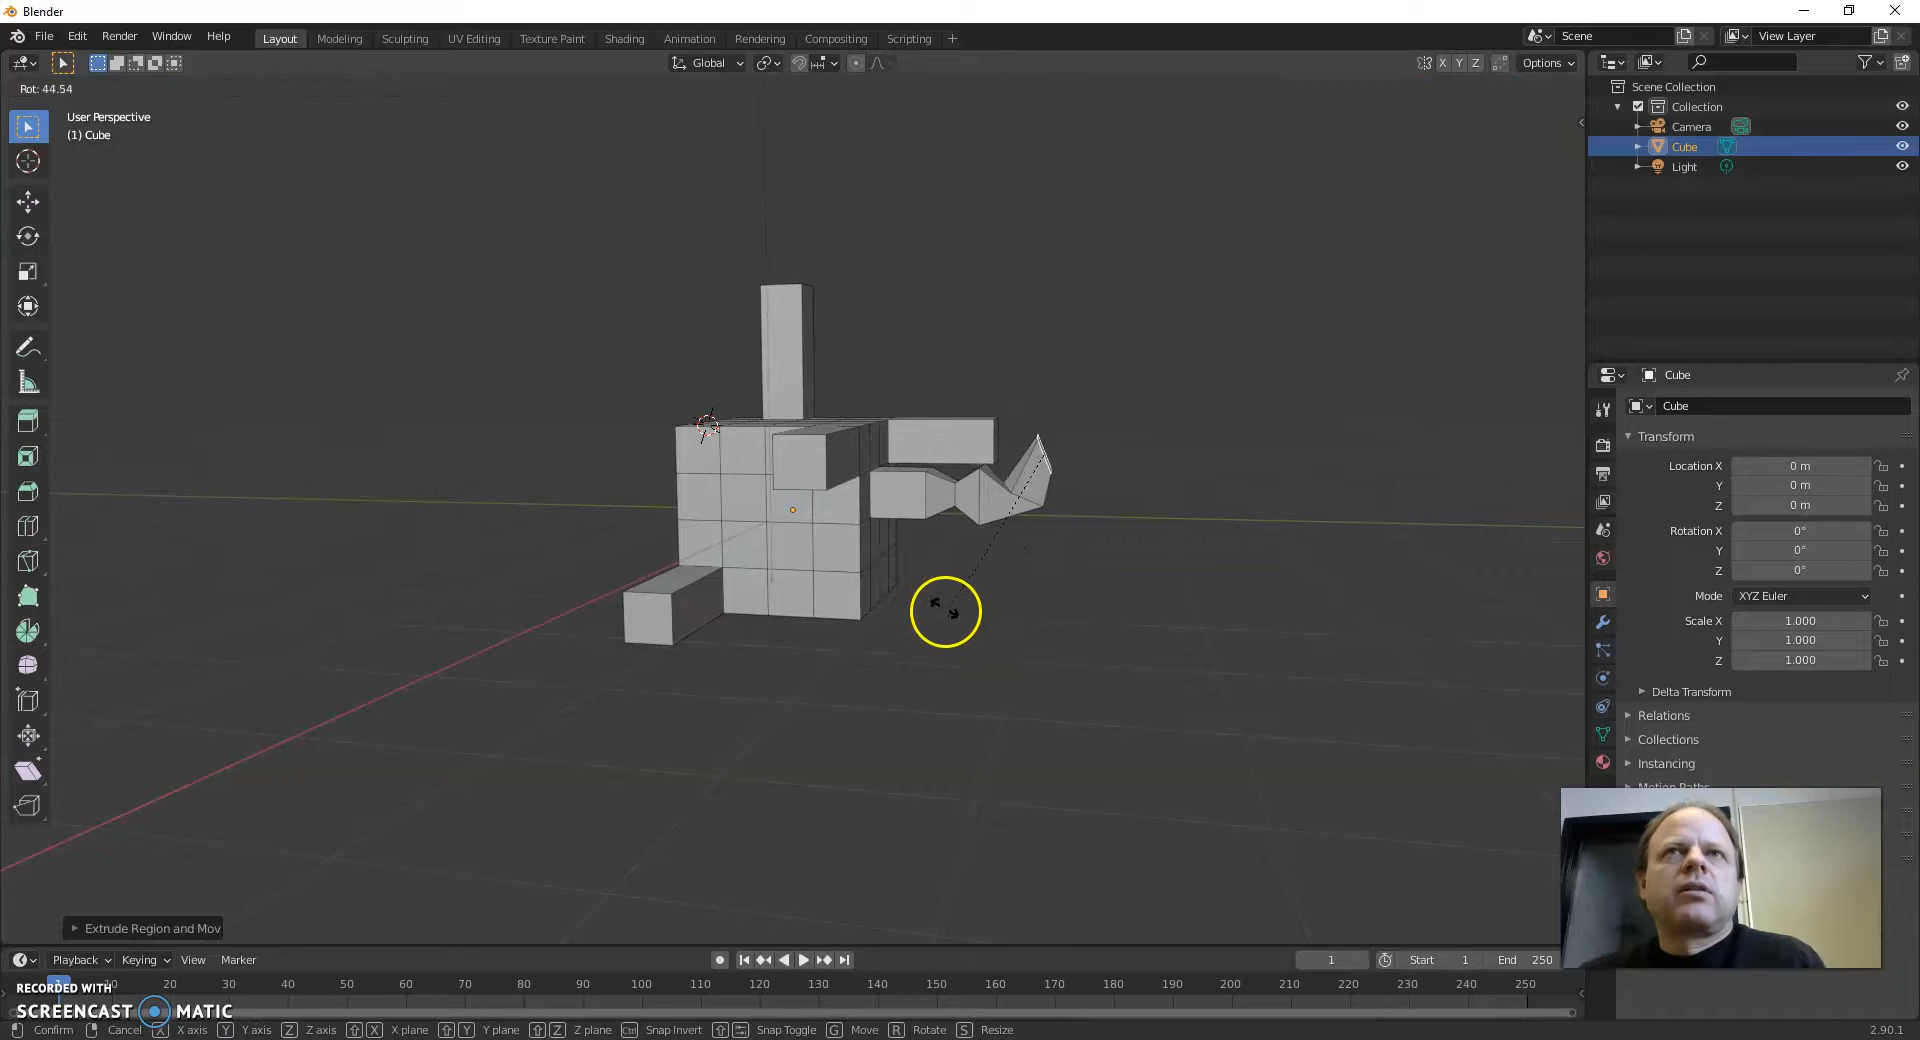 Blender
File Edit Render Window Help
Layout Modeling Sculpting UV Editing Texture Paint Shading Animation Rendering Compositing Scripting +
Scene
View Layer
Global
X Y Z Options
Rot: 44.54
User Perspective
(1) Cube
Scene Collection
Collection
Camera
Cube
Light
Cube
Cube
Transform
Location X 0 m
Y 0 m
Z 0 m
Rotation X 0°
Y 0°
Z 0°
Mode XYZ Euler
Scale X 1.000
Y 1.000
Z 1.000
Delta Transform
Relations
Collections
Instancing
Motion Paths
Extrude Region and Mov
Playback Keying View Marker
1 Start 1 End 250
1 10 20 30 40 50 60 70 80 90 100 110 120 130 140 150 160 170 180 190 200 210 220 230 240 250
RECORDED WITH
SCREENCAST MATIC
Confirm Cancel X X axis Y Y axis Z Z axis X X plane Y Y plane Z Z plane Ctrl Snap Invert Snap Toggle G Move R Rotate S Resize
2.90.1